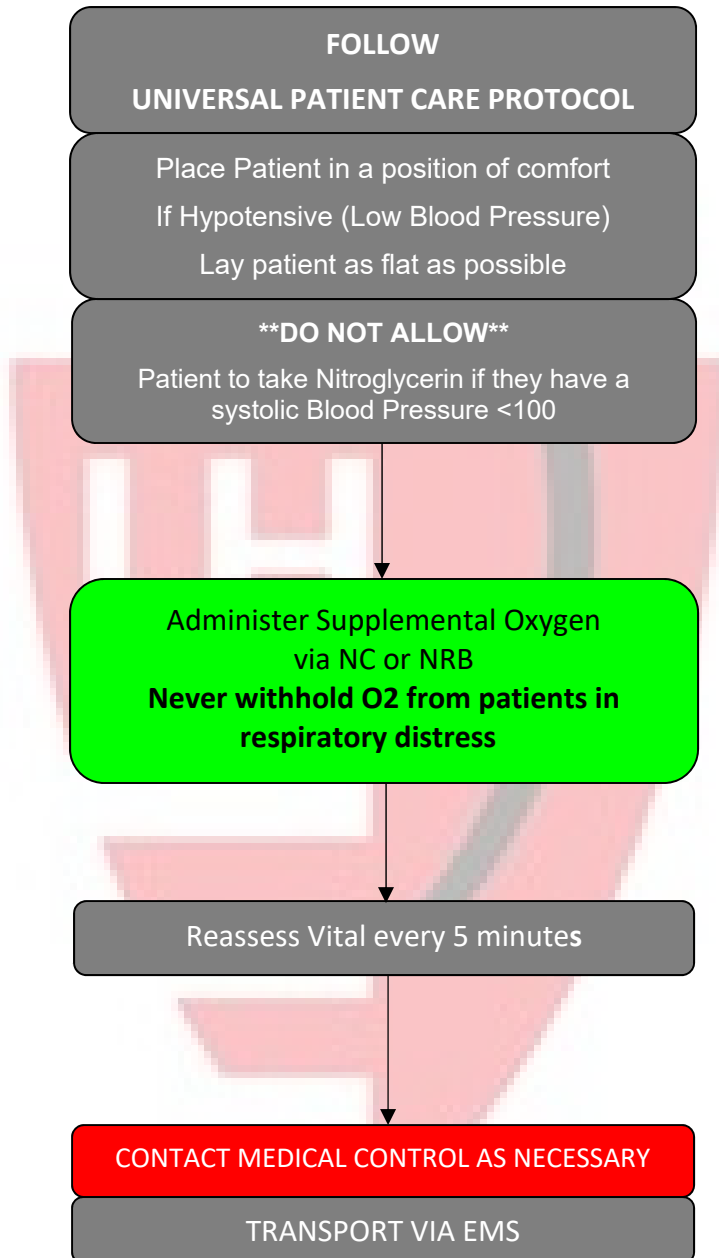 FOLLOW
UNIVERSAL PATIENT CARE PROTOCOL
Place Patient in a position of comfort
If Hypotensive (Low Blood Pressure)
Lay patient as flat as possible
**DO NOT ALLOW**
Patient to take Nitroglycerin if they have a
systolic Blood Pressure <100
Administer Supplemental Oxygen
via NC or NRB
Never withhold O2 from patients in
respiratory distress
Reassess Vital every 5 minutes
CONTACT MEDICAL CONTROL AS NECESSARY
TRANSPORT VIA EMS